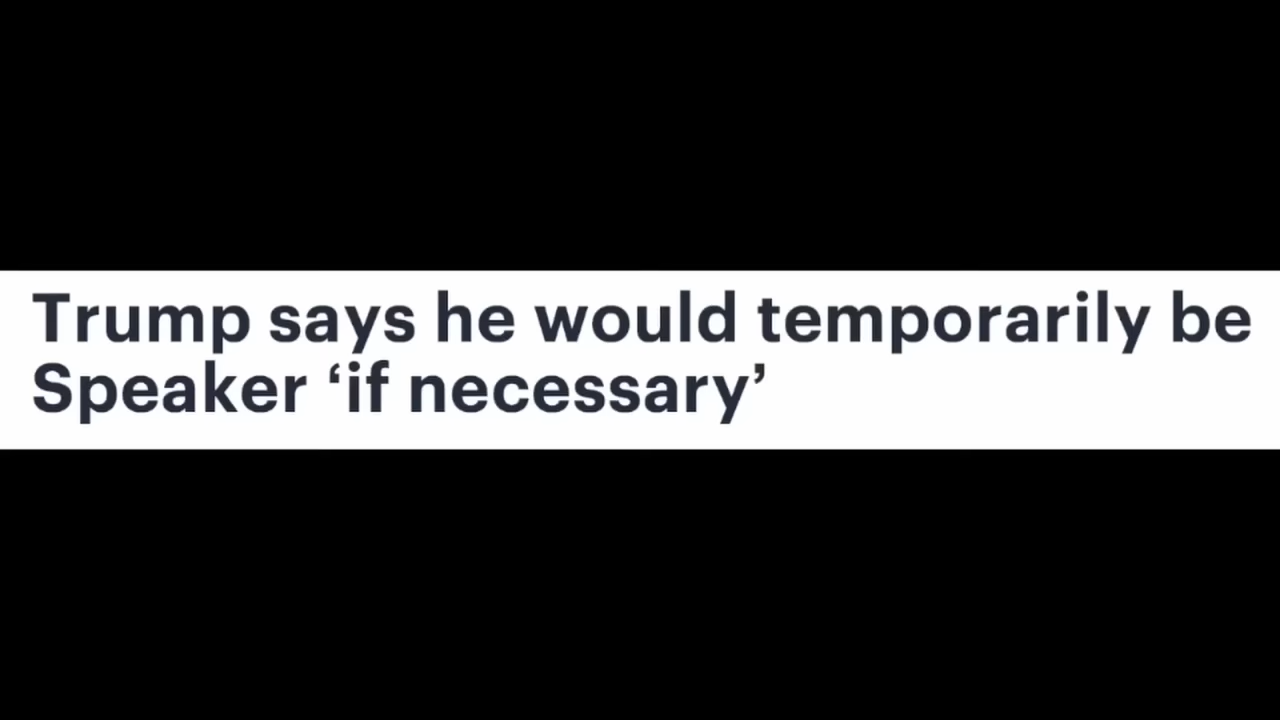 Trump says he would temporarily be
Speaker ‘if necessary’